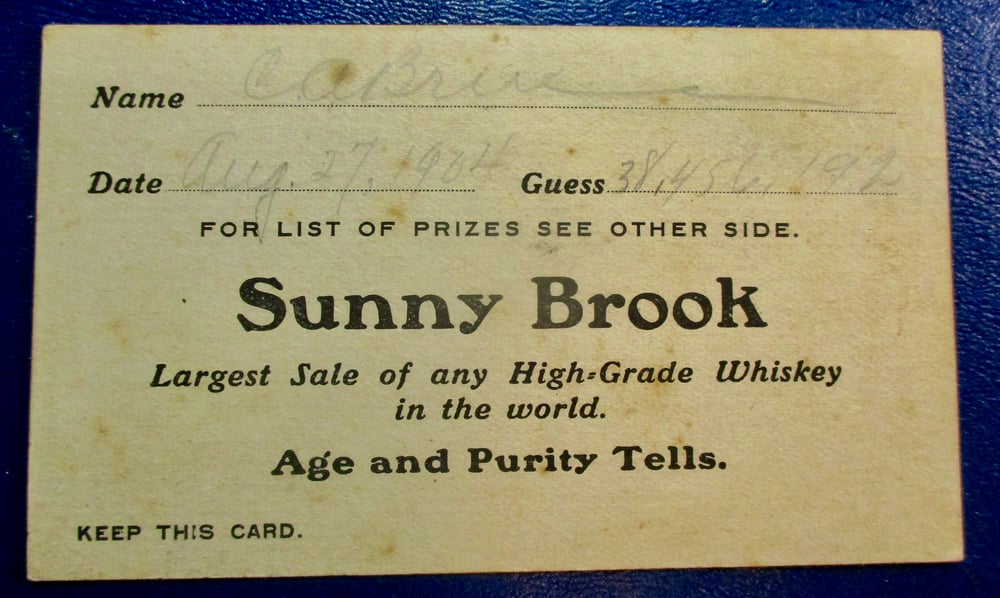 Name C. A. Brine
Date Aug. 27, 1904 Guess 38,456,192
FOR LIST OF PRIZES SEE OTHER SIDE.
Sunny Brook
Largest Sale of any High-Grade Whiskey
in the world.
Age and Purity Tells.
KEEP THIS CARD.